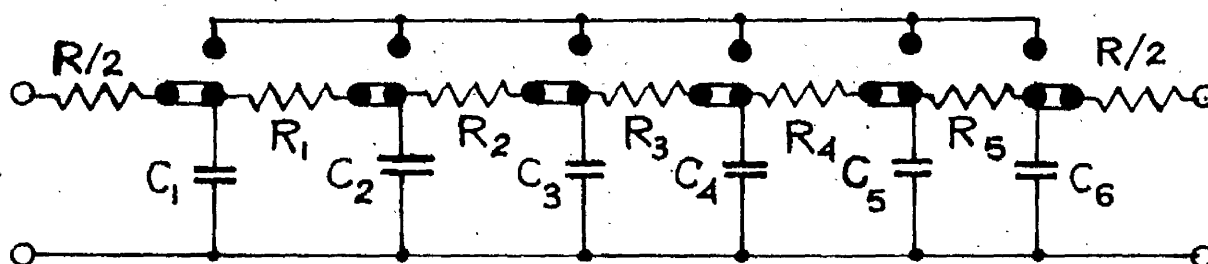 R/2 R/2
R₁ R₂ R₃ R₄ R₅
C₁ C₂ C₃ C₄ C₅ C₆